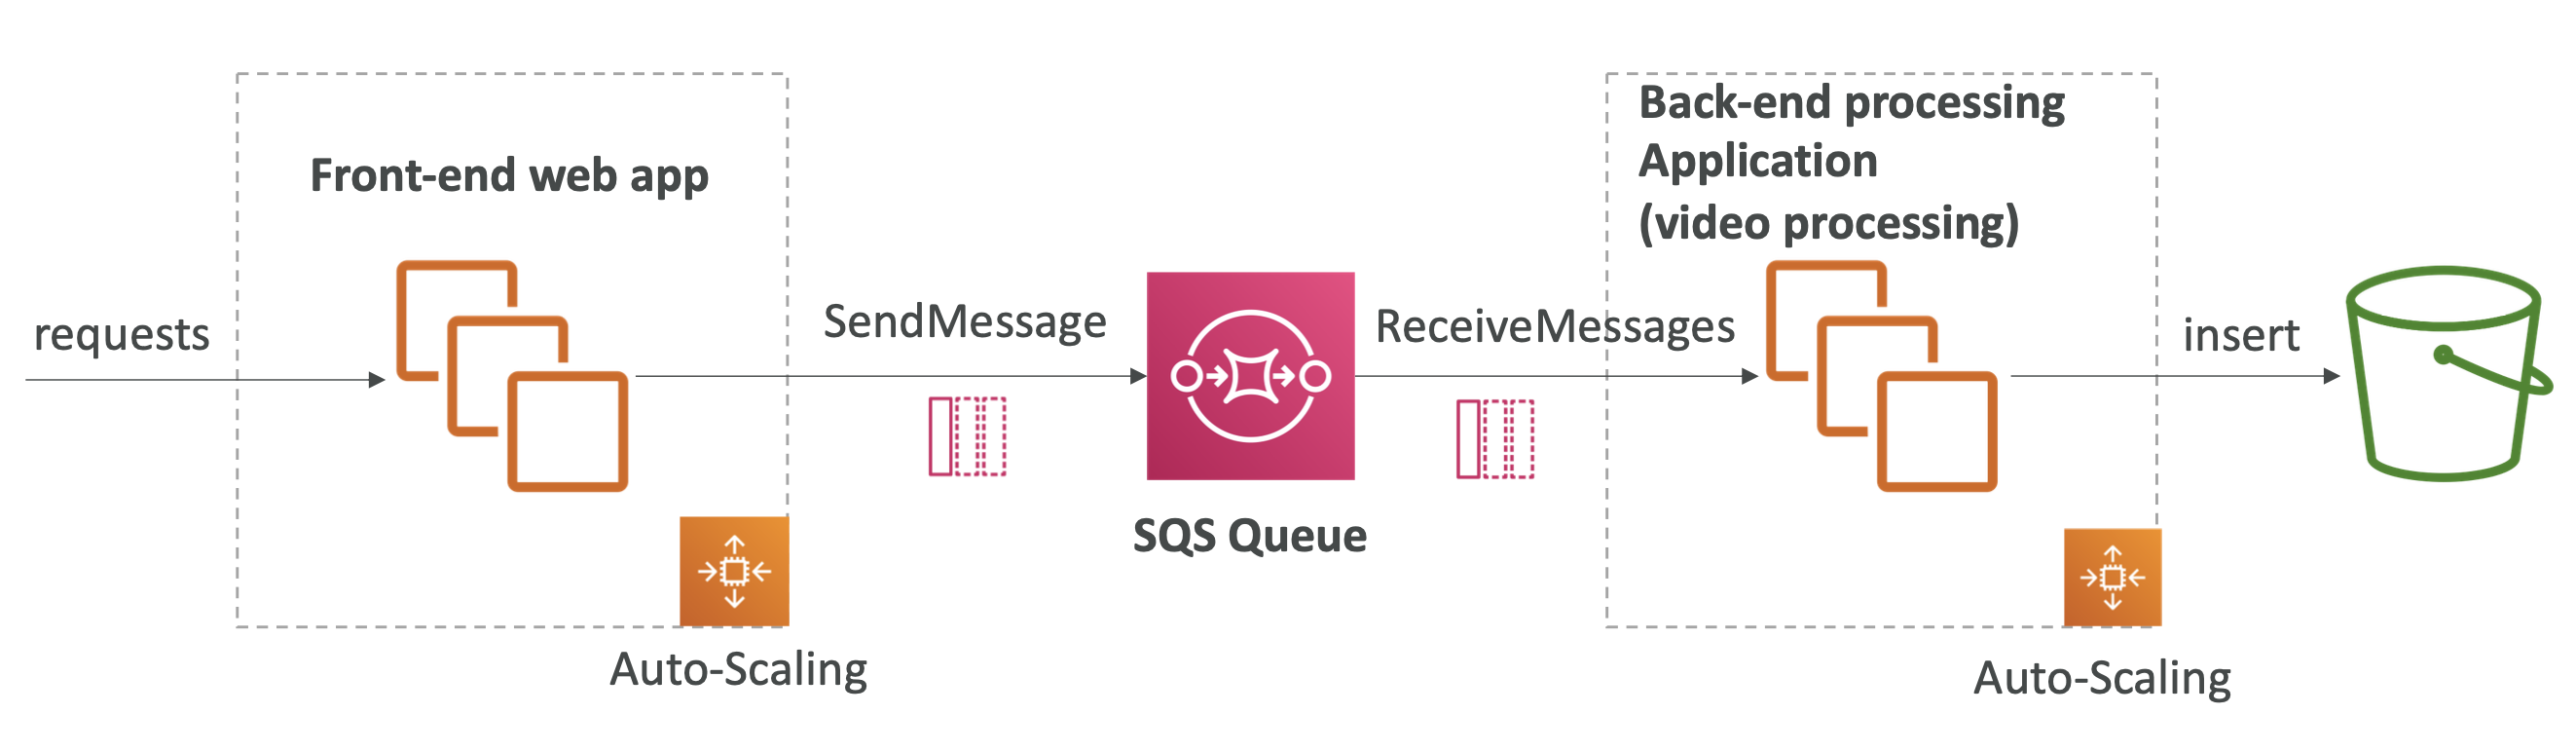 requests
Front-end web app
Auto-Scaling
SendMessage
SQS Queue
ReceiveMessages
Back-end processing
Application
(video processing)
Auto-Scaling
insert